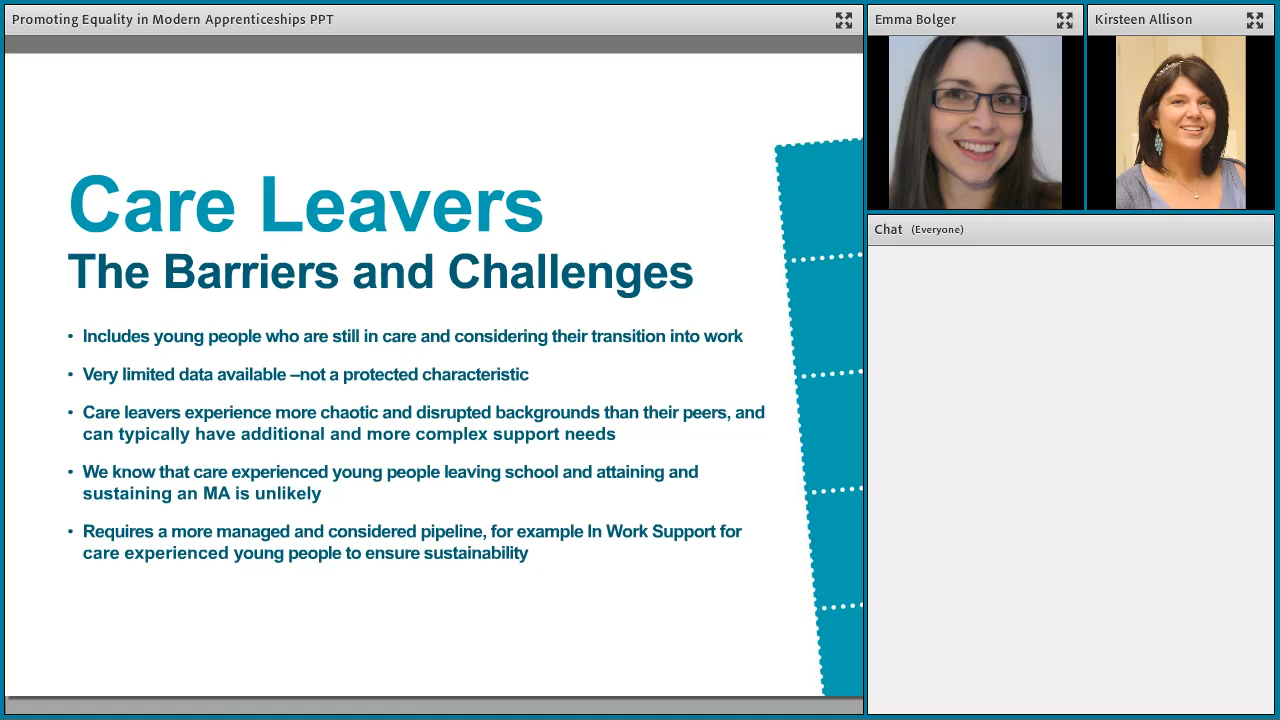 Promoting Equality in Modern Apprenticeships PPT
Emma Bolger
Kirsteen Allison
Chat (Everyone)
Care Leavers
The Barriers and Challenges
• Includes young people who are still in care and considering their transition into work
• Very limited data available –not a protected characteristic
• Care leavers experience more chaotic and disrupted backgrounds than their peers, and
can typically have additional and more complex support needs
• We know that care experienced young people leaving school and attaining and
sustaining an MA is unlikely
• Requires a more managed and considered pipeline, for example In Work Support for
care experienced young people to ensure sustainability